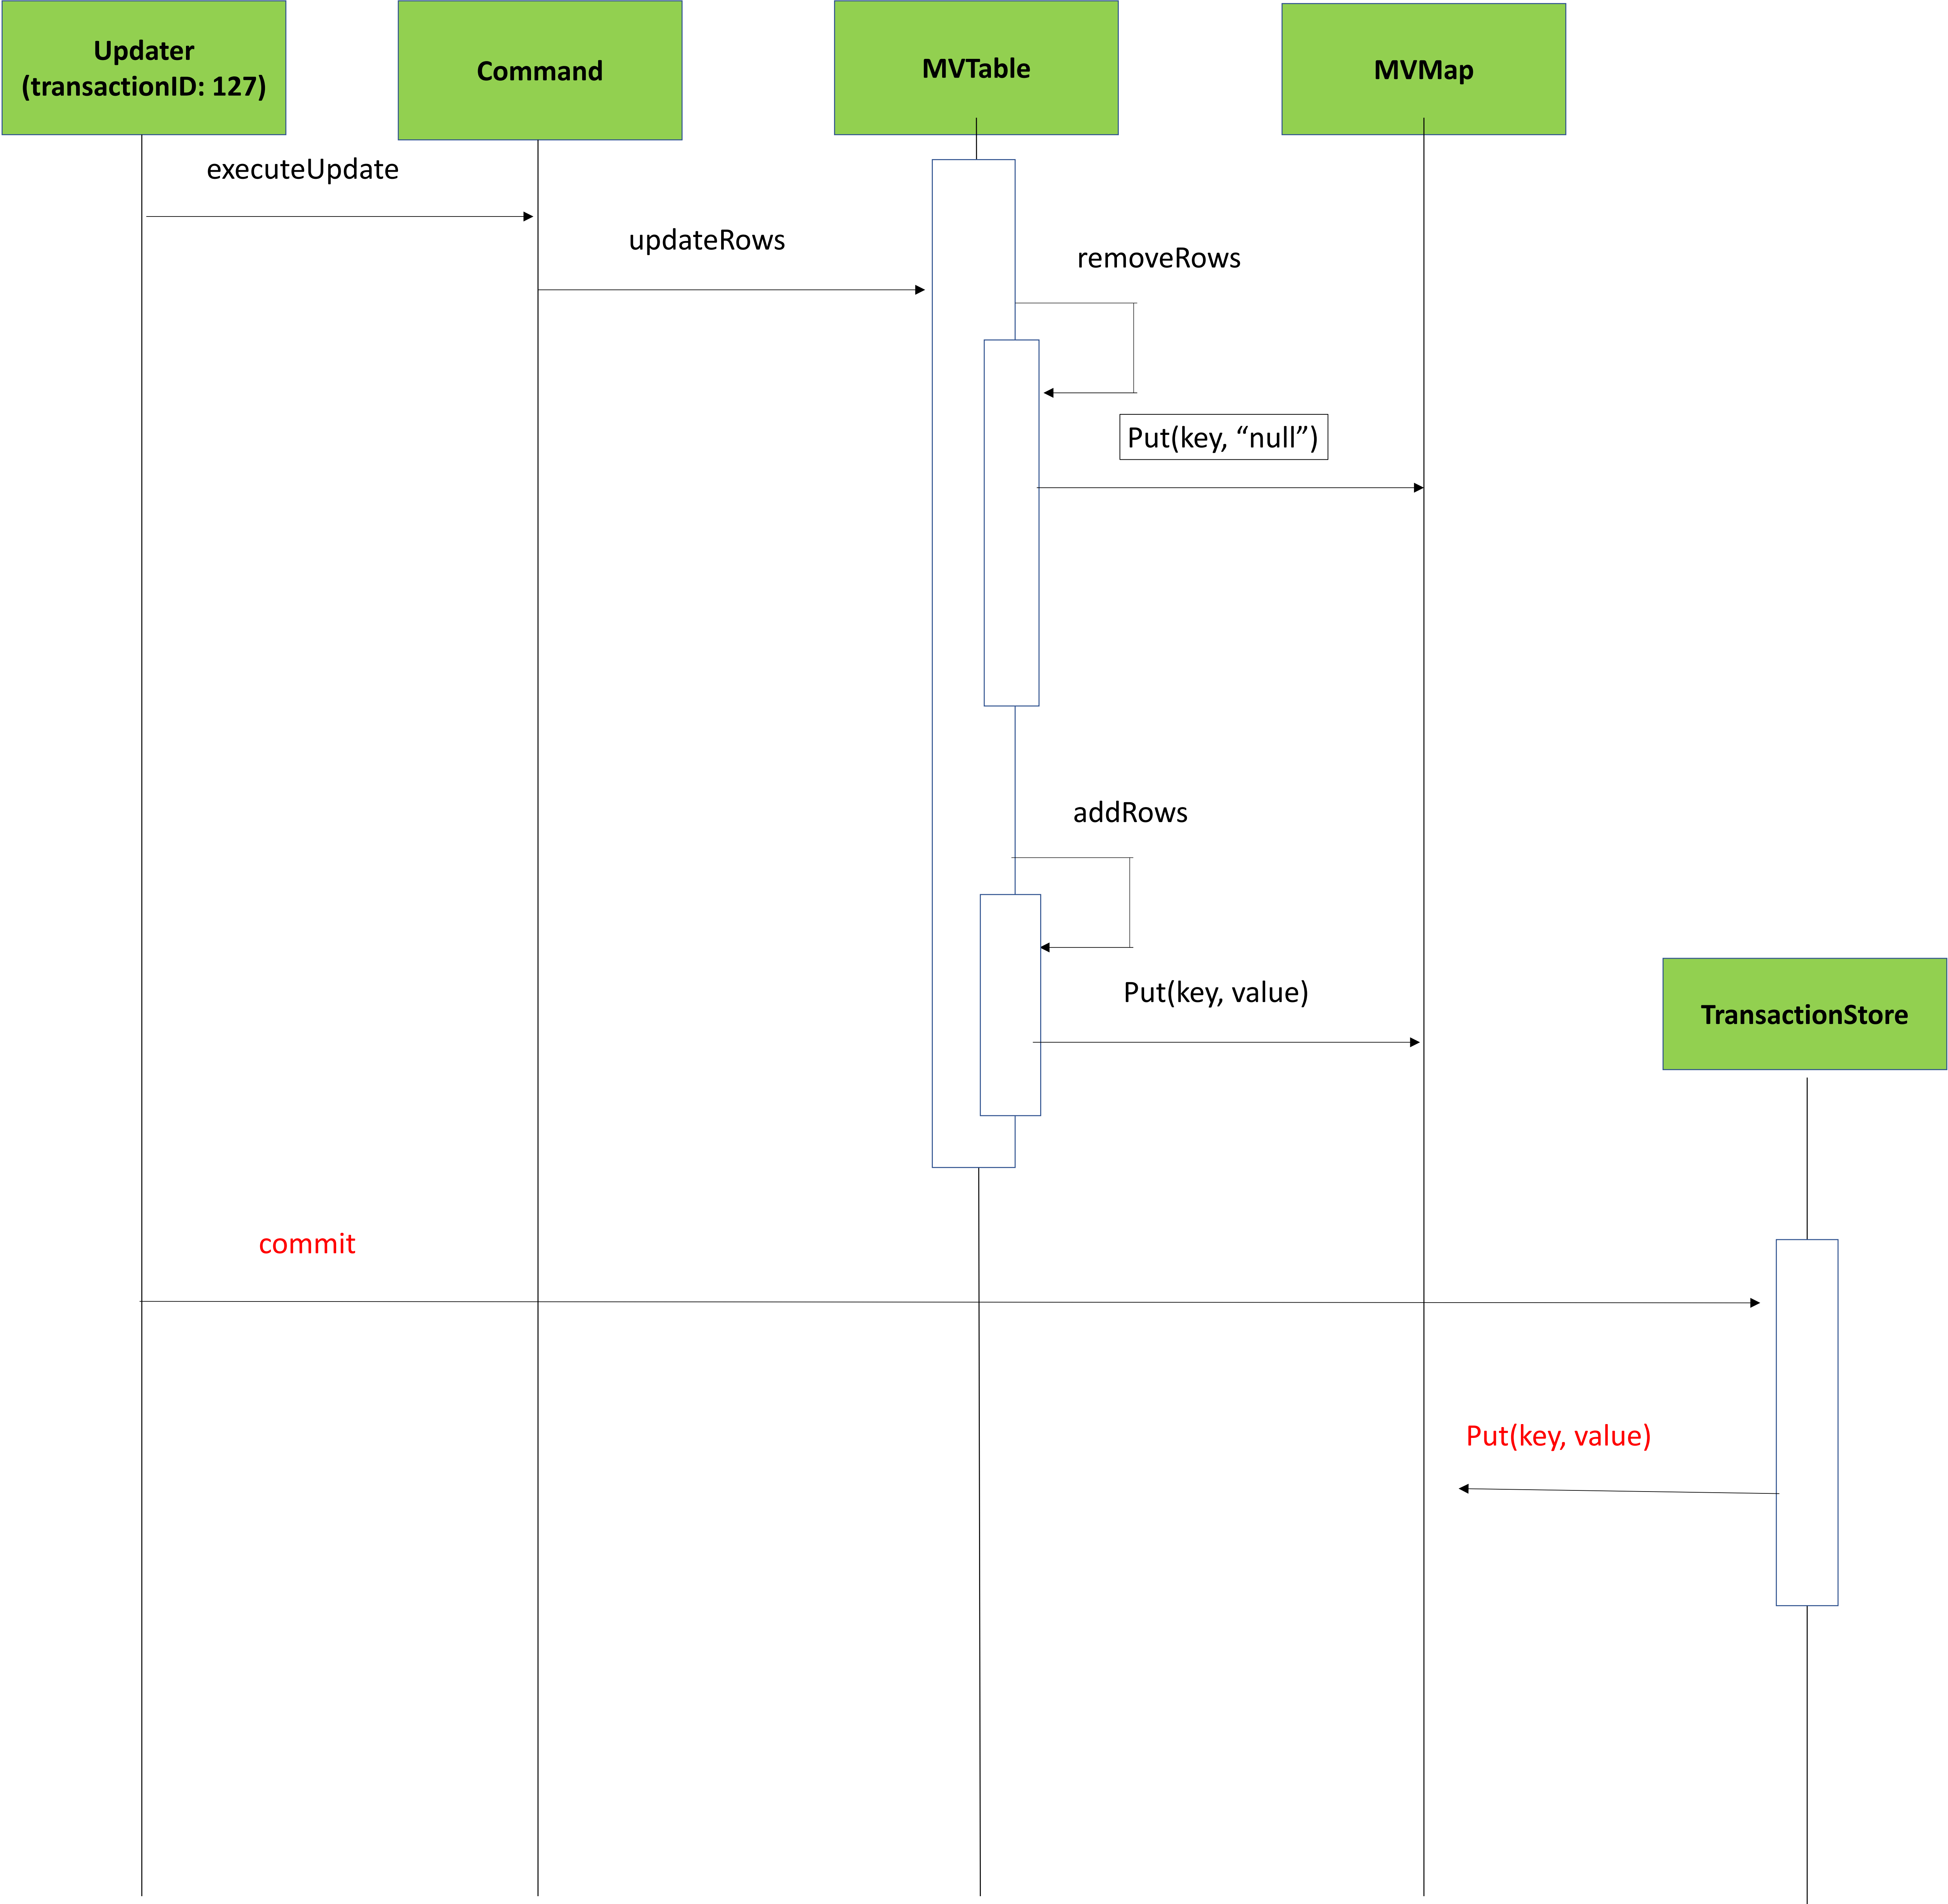 Updater
(transactionID: 127)
Command
MVTable
MVMap
executeUpdate
updateRows
removeRows
Put(key, “null”)
addRows
Put(key, value)
TransactionStore
commit
Put(key, value)